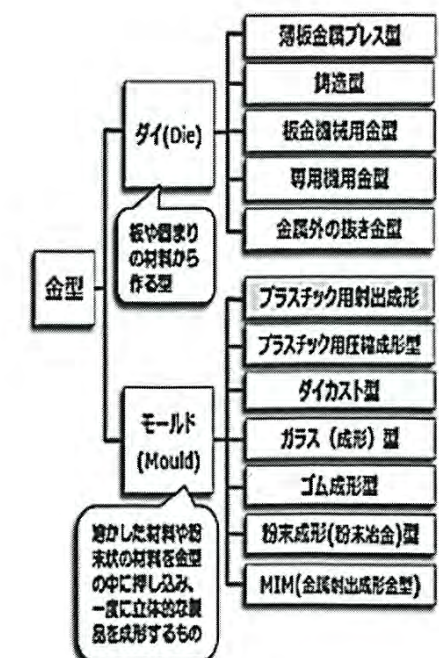 金型
ダイ(Die)
板や固まり
の材料から
作る型
薄板金属プレス型
鋳造型
板金機械用金型
専用機用金型
金属外の抜き金型
モールド
(Mould)
溶かした材料や粉
末状の材料を金型
の中に押し込み、
一度に立体的な製
品を成形するもの
プラスチック用射出成形
プラスチック用圧縮成形型
ダイカスト型
ガラス（成形）型
ゴム成形型
粉末成形(粉末冶金)型
MIM(金属射出成形金型)